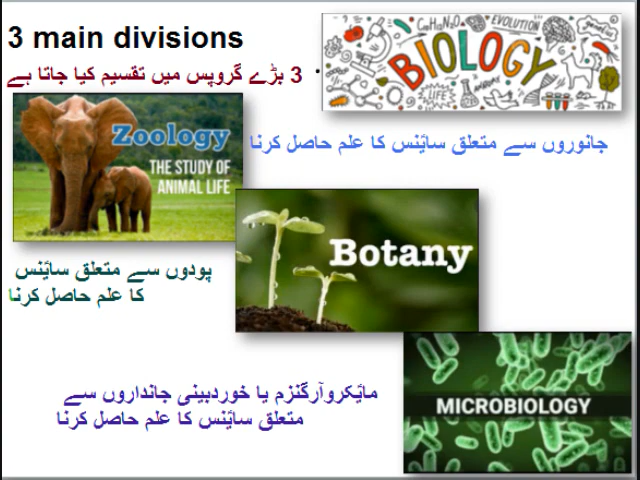 3 main divisions
3 بڑے گروپس میں تقسیم کیا جاتا ہے
BIOLOGY
EVOLUTION
LIFE
Zoology
THE STUDY OF
ANIMAL LIFE
جانوروں سے متعلق سائنس کا علم حاصل کرنا
Botany
پودوں سے متعلق سائنس
کا علم حاصل کرنا
مائیکروآرگنزم یا خوردبینی جانداروں سے
متعلق سائنس کا علم حاصل کرنا
MICROBIOLOGY